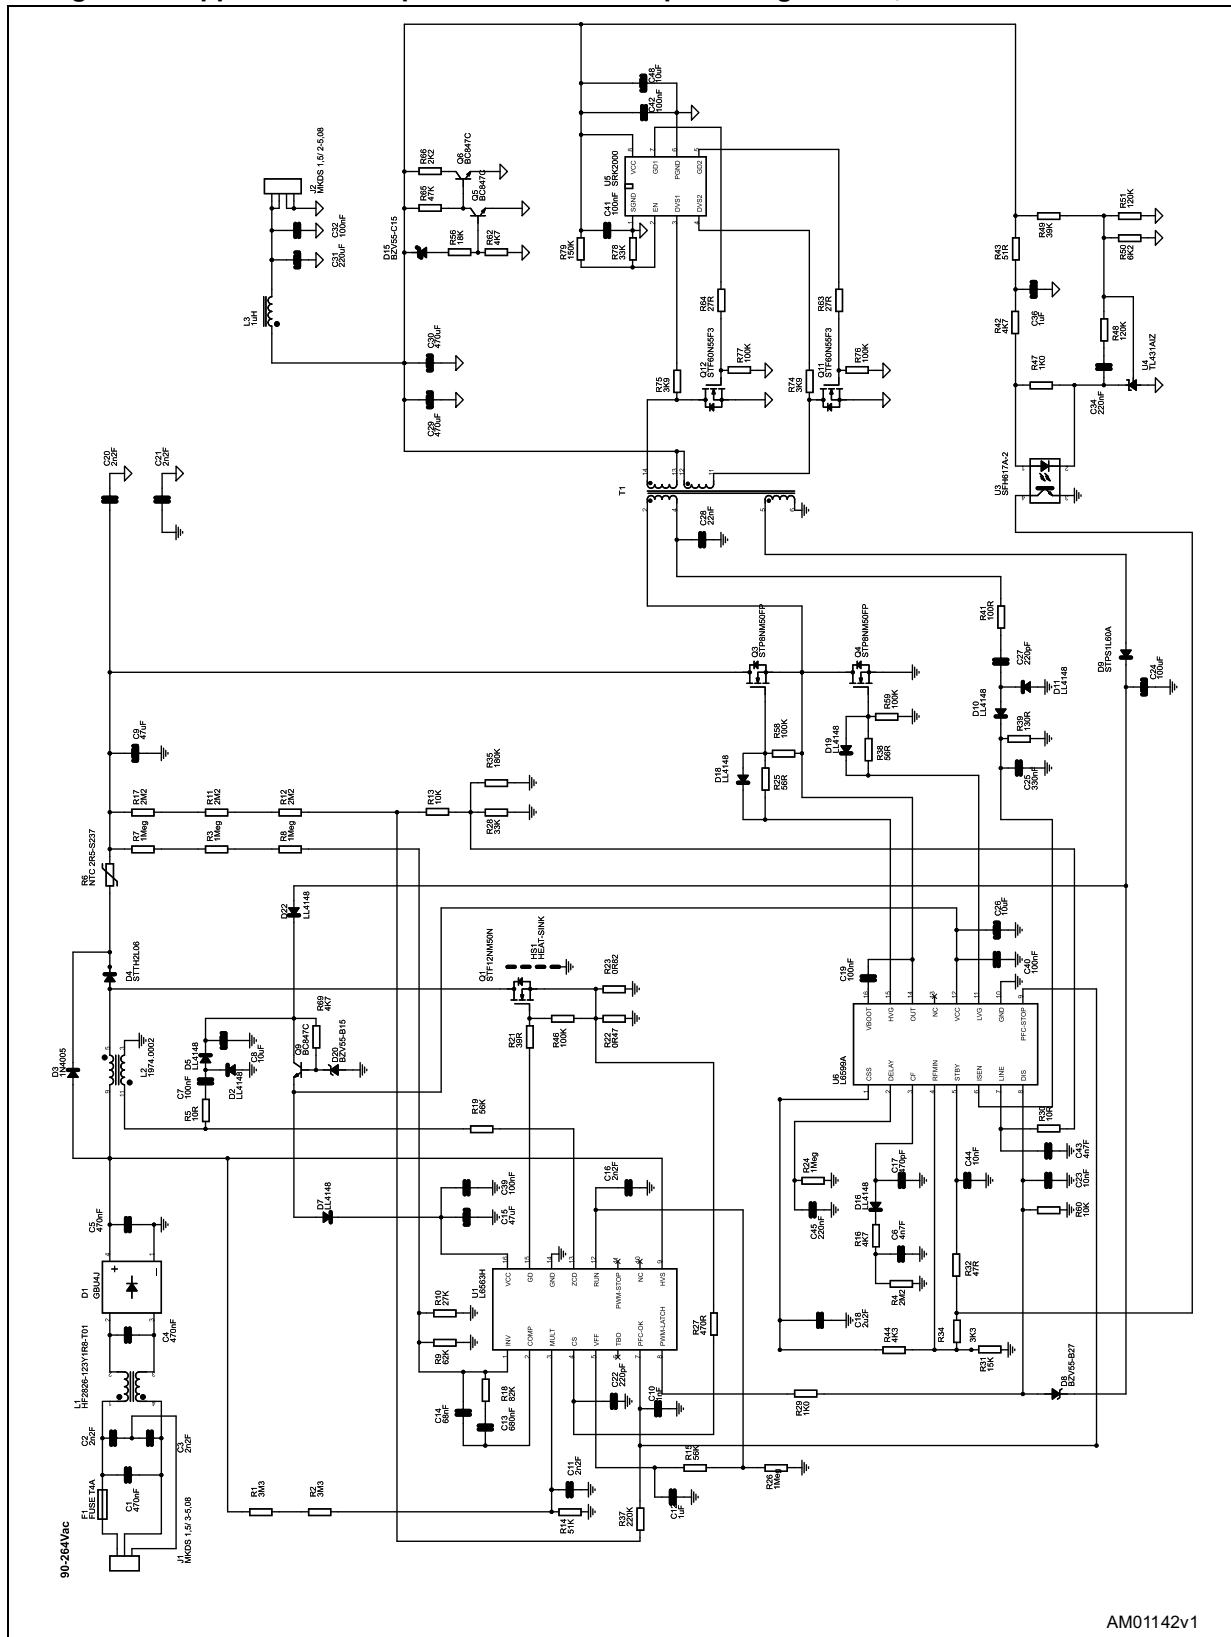 90-264Vac
J1
MKDS 1,5/ 3-5,08
F1
FUSE T4A
C1
470nF
C2
2n2F
C3
2n2F
L1
HF2826-123Y1R8-T01
C4
470nF
D1
GBU4J
C5
470nF
D3
1N4005
L2
1974.0002
D4
STTH2L06
R6
NTC 2R5-S237
R7
1Meg
R3
1Meg
R8
1Meg
R17
2M2
R11
2M2
R12
2M2
C9
47uF
C20
2n2F
C21
2n2F
R5
10R
C7
100nF
D5
LL4148
D2
LL4148
C8
10uF
Q9
BC847C
R69
4K7
D20
BZV55-B15
D22
LL4148
D7
LL4148
R19
56K
Q1
STF12NM50N
HS1
HEAT-SINK
R21
39R
R46
100K
R22
0R47
R23
0R82
R13
10K
R28
33K
R35
180K
R1
3M3
R2
3M3
R14
51K
C11
2n2F
R37
220K
C12
1uF
R15
56K
R26
1Meg
C14
68nF
C13
680nF
R18
82K
R9
62K
R10
27K
C15
47uF
C39
100nF
C16
2n2F
C22
220pF
C10
1nF
R27
470R
R29
1K0
U1
L6563H
INV
COMP
MULT
CS
VFF
TBO
PFC-OK
PWM-LATCH
VCC
GD
GND
ZCD
RUN
PWM-STOP
NC
HVS
U6
L6599A
CSS
DELAY
CF
RFMIN
STBY
ISEN
LINE
DIS
VBOOT
HVG
OUT
NC
VCC
LVG
GND
PFC-STOP
C18
2u2F
R44
4K3
R34
3K3
R31
15K
D8
BZV55-B27
C45
220nF
R24
1Meg
R4
2M2
C6
4n7F
R16
4K7
D16
LL4148
C17
470pF
R32
47R
C44
10nF
R60
10K
C23
10nF
C43
4n7F
R30
10R
C19
100nF
C40
100nF
C26
10uF
D18
LL4148
R25
56R
R58
100K
D19
LL4148
R38
56R
R59
100K
Q3
STP8NM50FP
Q4
STP8NM50FP
C25
330nF
R39
130R
D10
LL4148
D11
LL4148
C27
220pF
R41
100R
D9
STPS1L60A
C24
100uF
C28
22nF
T1
C29
470uF
C30
470uF
L3
1uH
C31
220uF
C32
100nF
J2
MKDS 1,5/ 2-5,08
D15
BZV55-C15
R56
18K
R62
4K7
R65
47K
R66
2K2
Q5
BC847C
Q6
BC847C
R75
3K9
Q12
STF60N55F3
R77
100K
R64
27R
R74
3K9
Q11
STF60N55F3
R76
100K
R63
27R
R79
150K
R78
33K
C41
100nF
U5
SRK2000
SGND
EN
DVS1
DVS2
VCC
GD1
PGND
GD2
C42
100nF
C48
10uF
U3
SFH617A-2
R47
1K0
R42
4K7
C36
1uF
R43
51R
R49
39K
C34
220nF
R48
120K
U4
TL431AIZ
R50
6K2
R51
120K
AM01142v1